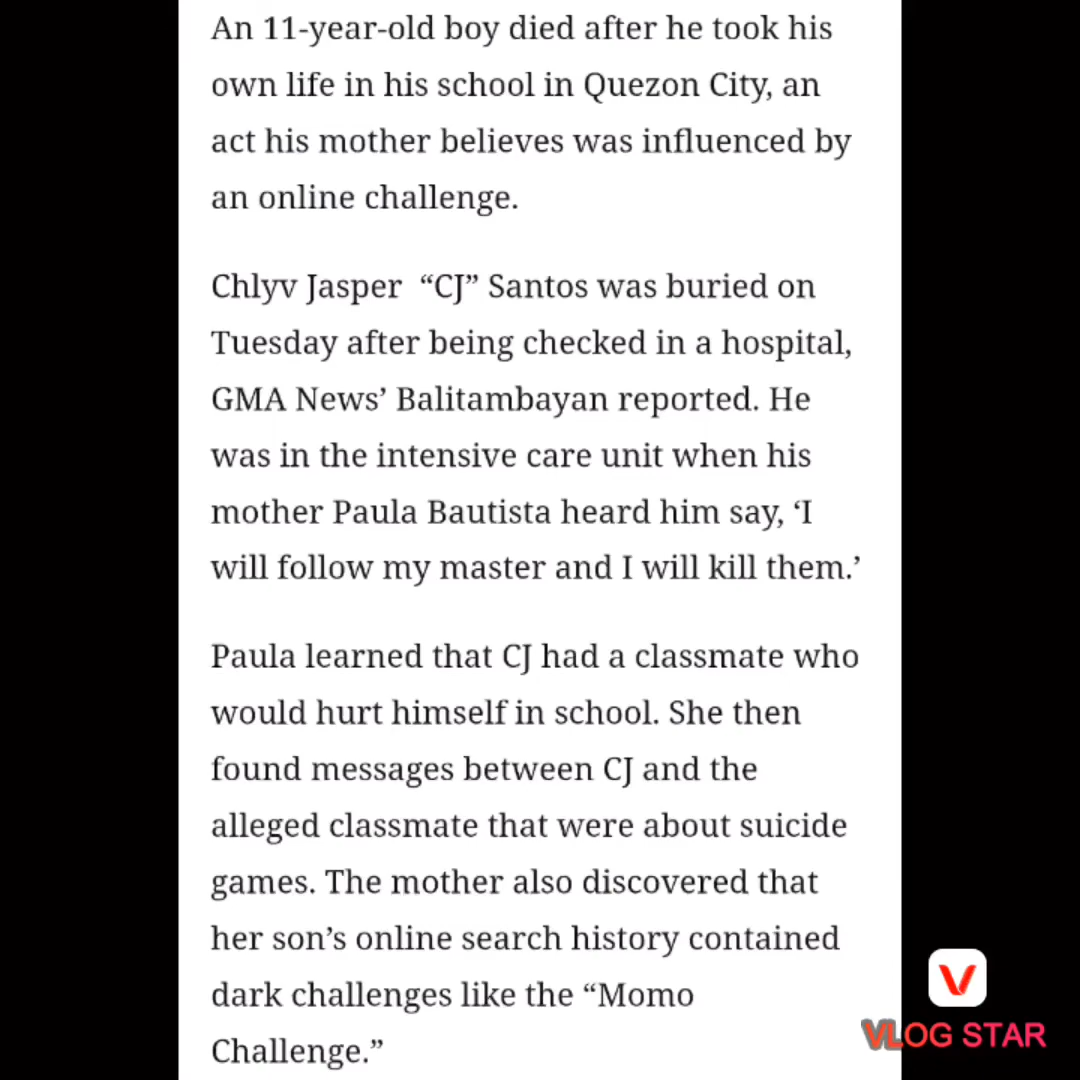 An 11-year-old boy died after he took his
own life in his school in Quezon City, an
act his mother believes was influenced by
an online challenge.
Chlyv Jasper “CJ” Santos was buried on
Tuesday after being checked in a hospital,
GMA News’ Balitambayan reported. He
was in the intensive care unit when his
mother Paula Bautista heard him say, ‘I
will follow my master and I will kill them.’
Paula learned that CJ had a classmate who
would hurt himself in school. She then
found messages between CJ and the
alleged classmate that were about suicide
games. The mother also discovered that
her son’s online search history contained
dark challenges like the “Momo
Challenge.”
V
VLOG STAR